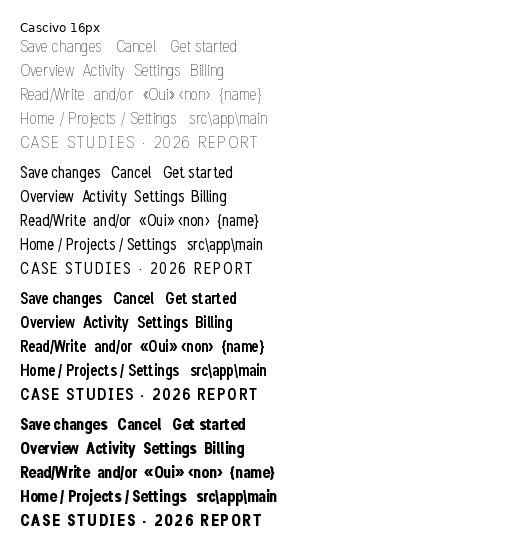 Cascivo 16px
Save changes Cancel Get started
Overview Activity Settings Billing
Read/Write and/or «Oui» ‹non› {name}
Home / Projects / Settings src\app\main
CASE STUDIES · 2026 REPORT
Save changes Cancel Get started
Overview Activity Settings Billing
Read/Write and/or «Oui» ‹non› {name}
Home / Projects / Settings src\app\main
CASE STUDIES · 2026 REPORT
Save changes Cancel Get started
Overview Activity Settings Billing
Read/Write and/or «Oui» ‹non› {name}
Home / Projects / Settings src\app\main
CASE STUDIES · 2026 REPORT
Save changes Cancel Get started
Overview Activity Settings Billing
Read/Write and/or «Oui» ‹non› {name}
Home / Projects / Settings src\app\main
CASE STUDIES · 2026 REPORT